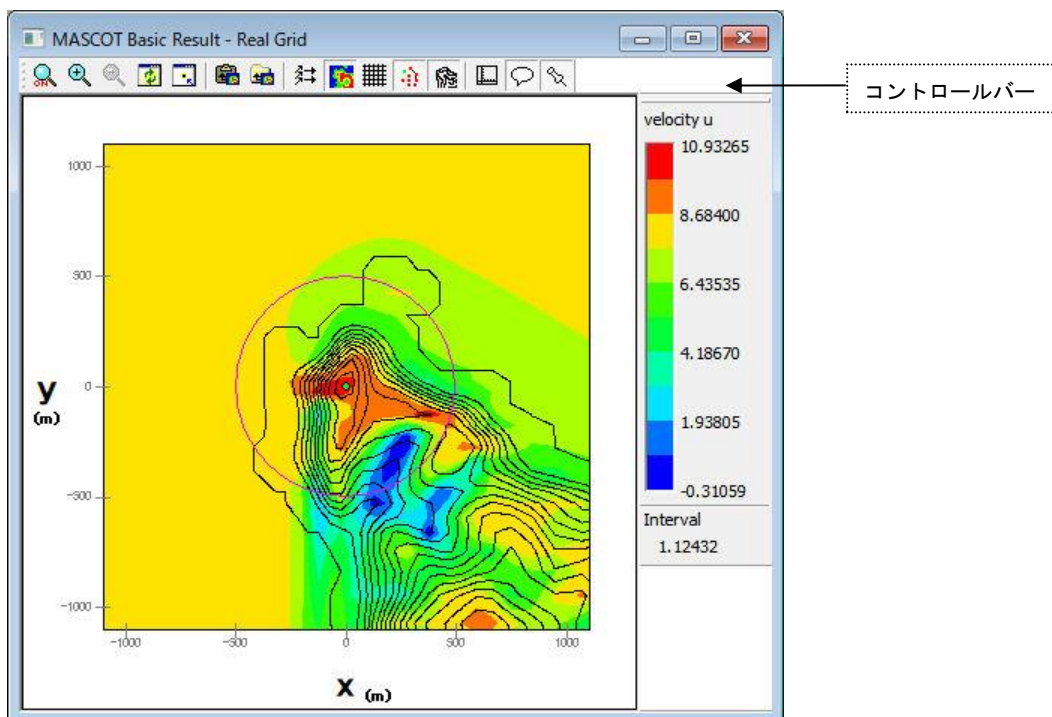 MASCOT Basic Result - Real Grid
ON
コントロールバー
velocity u
10.93265
8.68400
6.43535
4.18670
1.93805
-0.31059
Interval
1.12432
1000
500
0
-500
-1000
y
(m)
-1000
-500
0
500
1000
x (m)